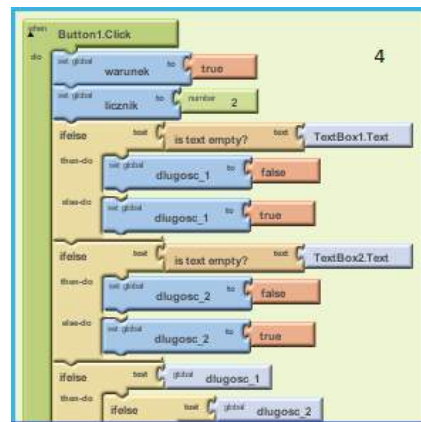 when Button1.Click
do set global warunek to true 4
set global licznik to number 2
ifelse test is text empty? text TextBox1.Text
then-do set global dlugosc_1 to false
else-do set global dlugosc_1 to true
ifelse test is text empty? text TextBox2.Text
then-do set global dlugosc_2 to false
else-do set global dlugosc_2 to true
ifelse test global dlugosc_1
then-do ifelse test global dlugosc_2